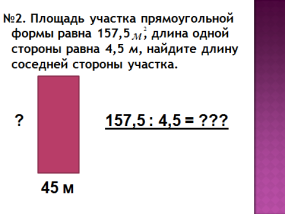 №2. Площадь участка прямоугольной
формы равна 157,5 м², длина одной
стороны равна 4,5 м, найдите длину
соседней стороны участка.
?
157,5 : 4,5 = ???
45 м